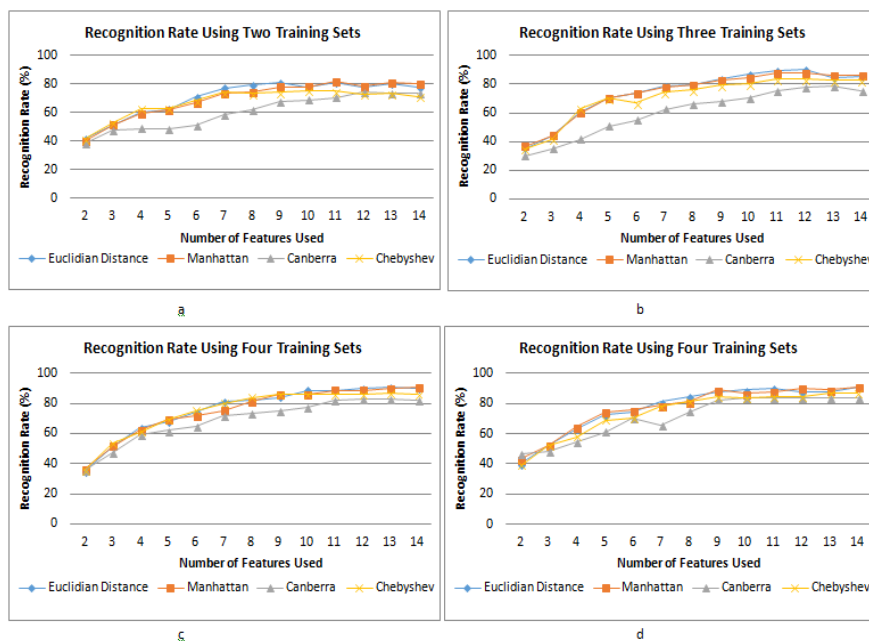 Recognition Rate Using Two Training Sets
Recognition Rate (%)
100
80
60
40
20
0
2 3 4 5 6 7 8 9 10 11 12 13 14
Number of Features Used
Euclidian Distance Manhattan Canberra Chebyshev
a
Recognition Rate Using Three Training Sets
Recognition Rate (%)
100
80
60
40
20
0
2 3 4 5 6 7 8 9 10 11 12 13 14
Number of Features Used
Euclidian Distance Manhattan Canberra Chebyshev
b
Recognition Rate Using Four Training Sets
Recognition Rate (%)
100
80
60
40
20
0
2 3 4 5 6 7 8 9 10 11 12 13 14
Number of Features Used
Euclidian Distance Manhattan Canberra Chebyshev
c
Recognition Rate Using Four Training Sets
Recognition Rate (%)
100
80
60
40
20
0
2 3 4 5 6 7 8 9 10 11 12 13 14
Number of Features Used
Euclidian Distance Manhattan Canberra Chebyshev
d